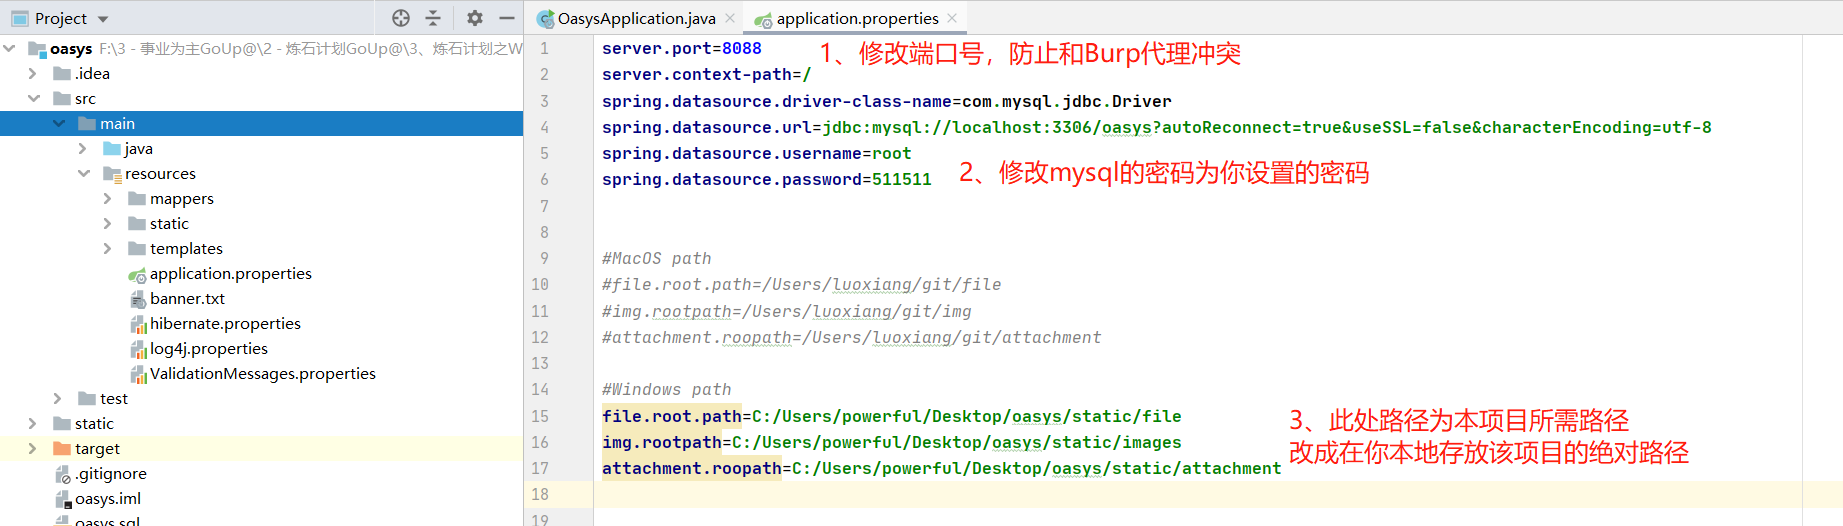 Project
OasysApplication.java
application.properties
oasys F:\3 - 事业为主GoUp@\2 - 炼石计划GoUp@\3、炼石计划之W
.idea
src
main
java
resources
mappers
static
templates
application.properties
banner.txt
hibernate.properties
log4j.properties
ValidationMessages.properties
test
static
target
.gitignore
oasys.iml
oasys.sql
1 server.port=8088
1、修改端口号，防止和Burp代理冲突
2 server.context-path=/
3 spring.datasource.driver-class-name=com.mysql.jdbc.Driver
4 spring.datasource.url=jdbc:mysql://localhost:3306/oasys?autoReconnect=true&useSSL=false&characterEncoding=utf-8
5 spring.datasource.username=root
6 spring.datasource.password=511511
2、修改mysql的密码为你设置的密码
7
8
9 #MacOS path
10 #file.root.path=/Users/luoxiang/git/file
11 #img.rootpath=/Users/luoxiang/git/img
12 #attachment.roopath=/Users/luoxiang/git/attachment
13
14 #Windows path
15 file.root.path=C:/Users/powerful/Desktop/oasys/static/file
16 img.rootpath=C:/Users/powerful/Desktop/oasys/static/images
17 attachment.roopath=C:/Users/powerful/Desktop/oasys/static/attachment
3、此处路径为本项目所需路径
改成在你本地存放该项目的绝对路径
18
19